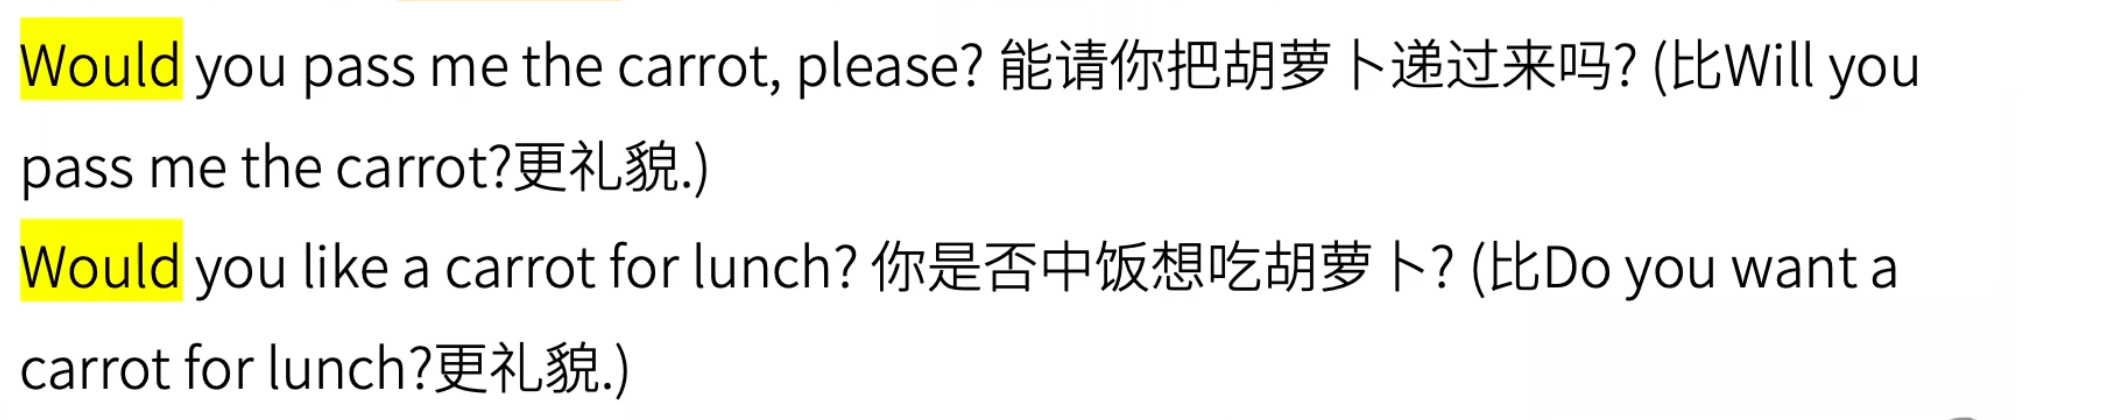 Would you pass me the carrot, please? 能请你把胡萝卜递过来吗? (比Will you
pass me the carrot?更礼貌.)
Would you like a carrot for lunch? 你是否中饭想吃胡萝卜? (比Do you want a
carrot for lunch?更礼貌.)